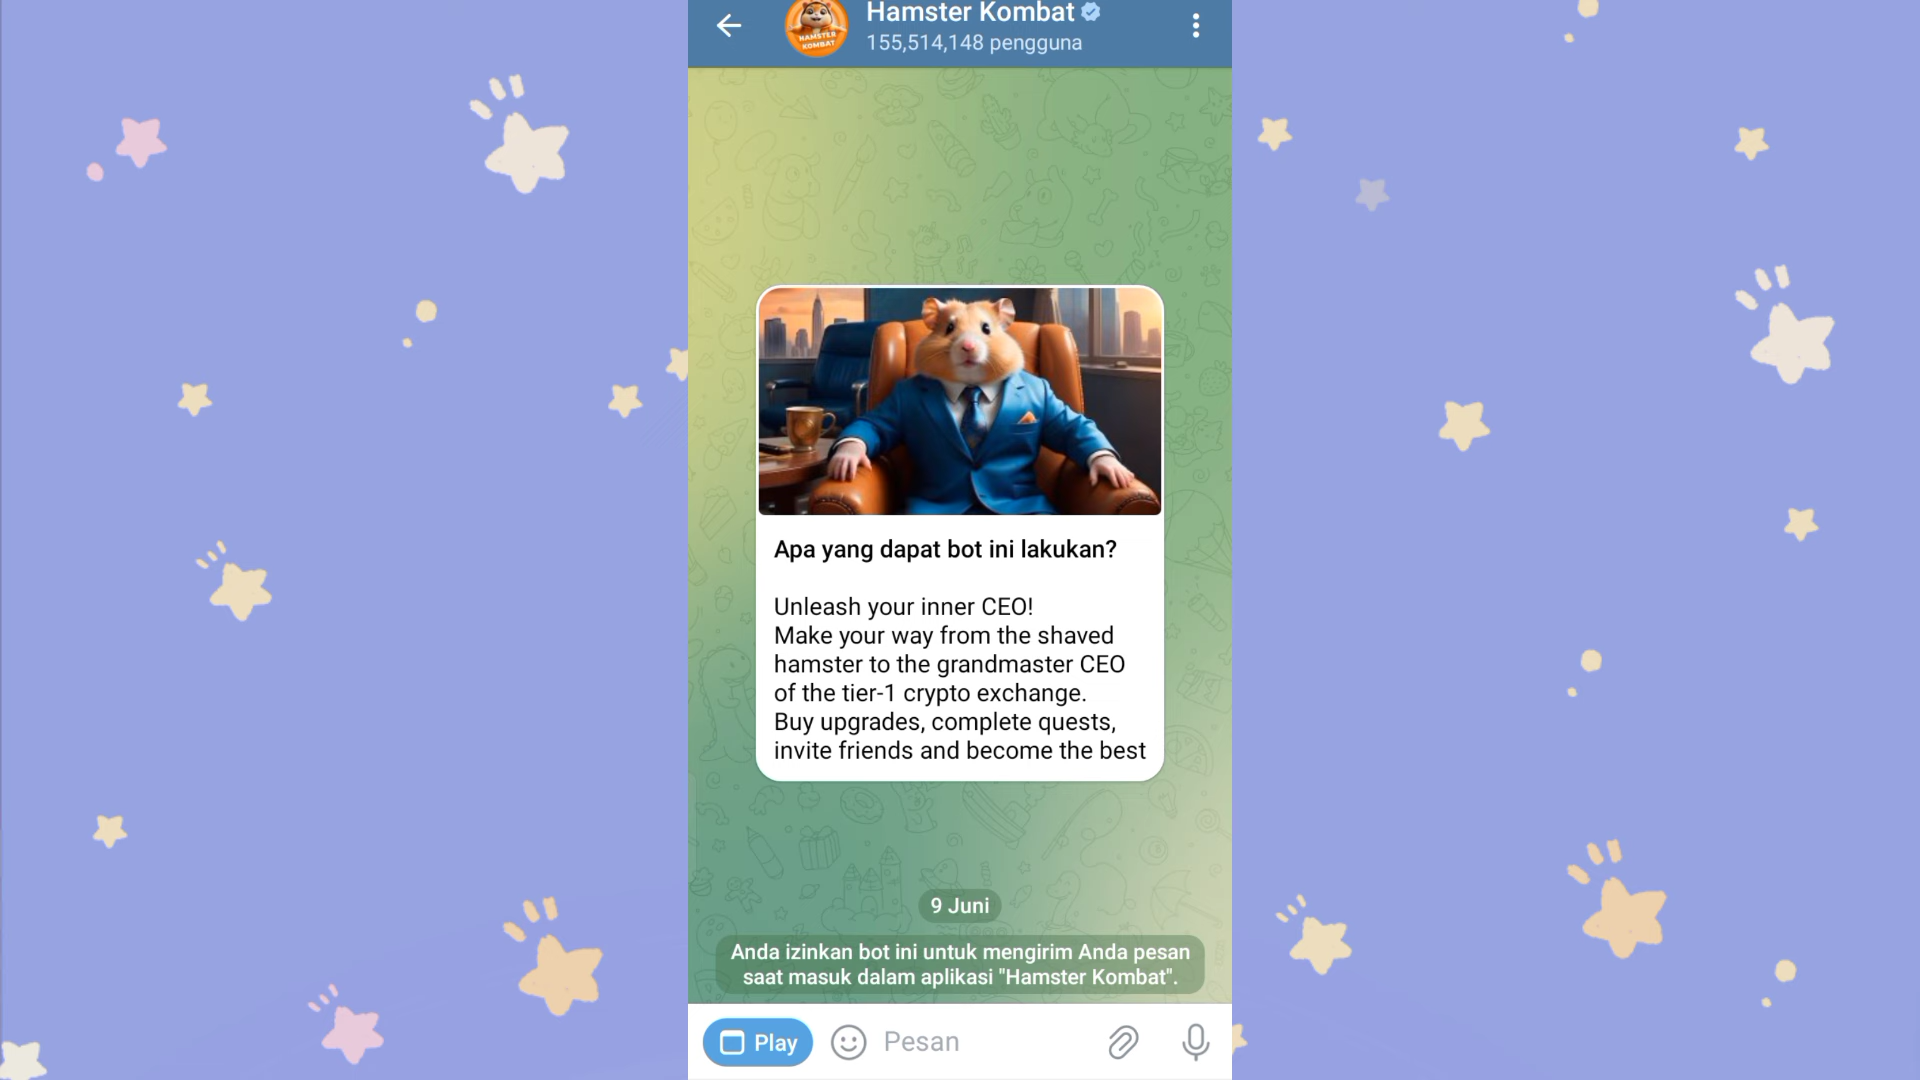 Hamster Kombat
155,514,148 pengguna
HAMSTER
KOMBAT
Apa yang dapat bot ini lakukan?
Unleash your inner CEO!
Make your way from the shaved
hamster to the grandmaster CEO
of the tier-1 crypto exchange.
Buy upgrades, complete quests,
invite friends and become the best
9 Juni
Anda izinkan bot ini untuk mengirim Anda pesan
saat masuk dalam aplikasi "Hamster Kombat".
Play
Pesan